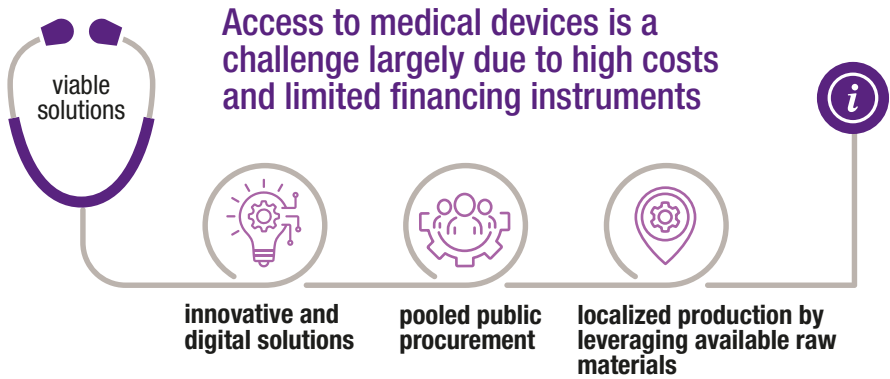 Access to medical devices is a
challenge largely due to high costs
and limited financing instruments
viable
solutions
i
innovative and
digital solutions
pooled public
procurement
localized production by
leveraging available raw
materials